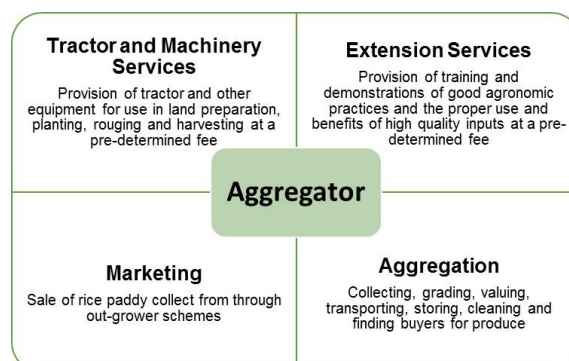 Tractor and Machinery
Services
Provision of tractor and other
equipment for use in land preparation,
planting, rouging and harvesting at a
pre-determined fee
Extension Services
Provision of training and
demonstrations of good agronomic
practices and the proper use and
benefits of high quality inputs at a pre-
determined fee
Aggregator
Marketing
Sale of rice paddy collect from through
out-grower schemes
Aggregation
Collecting, grading, valuing,
transporting, storing, cleaning and
finding buyers for produce